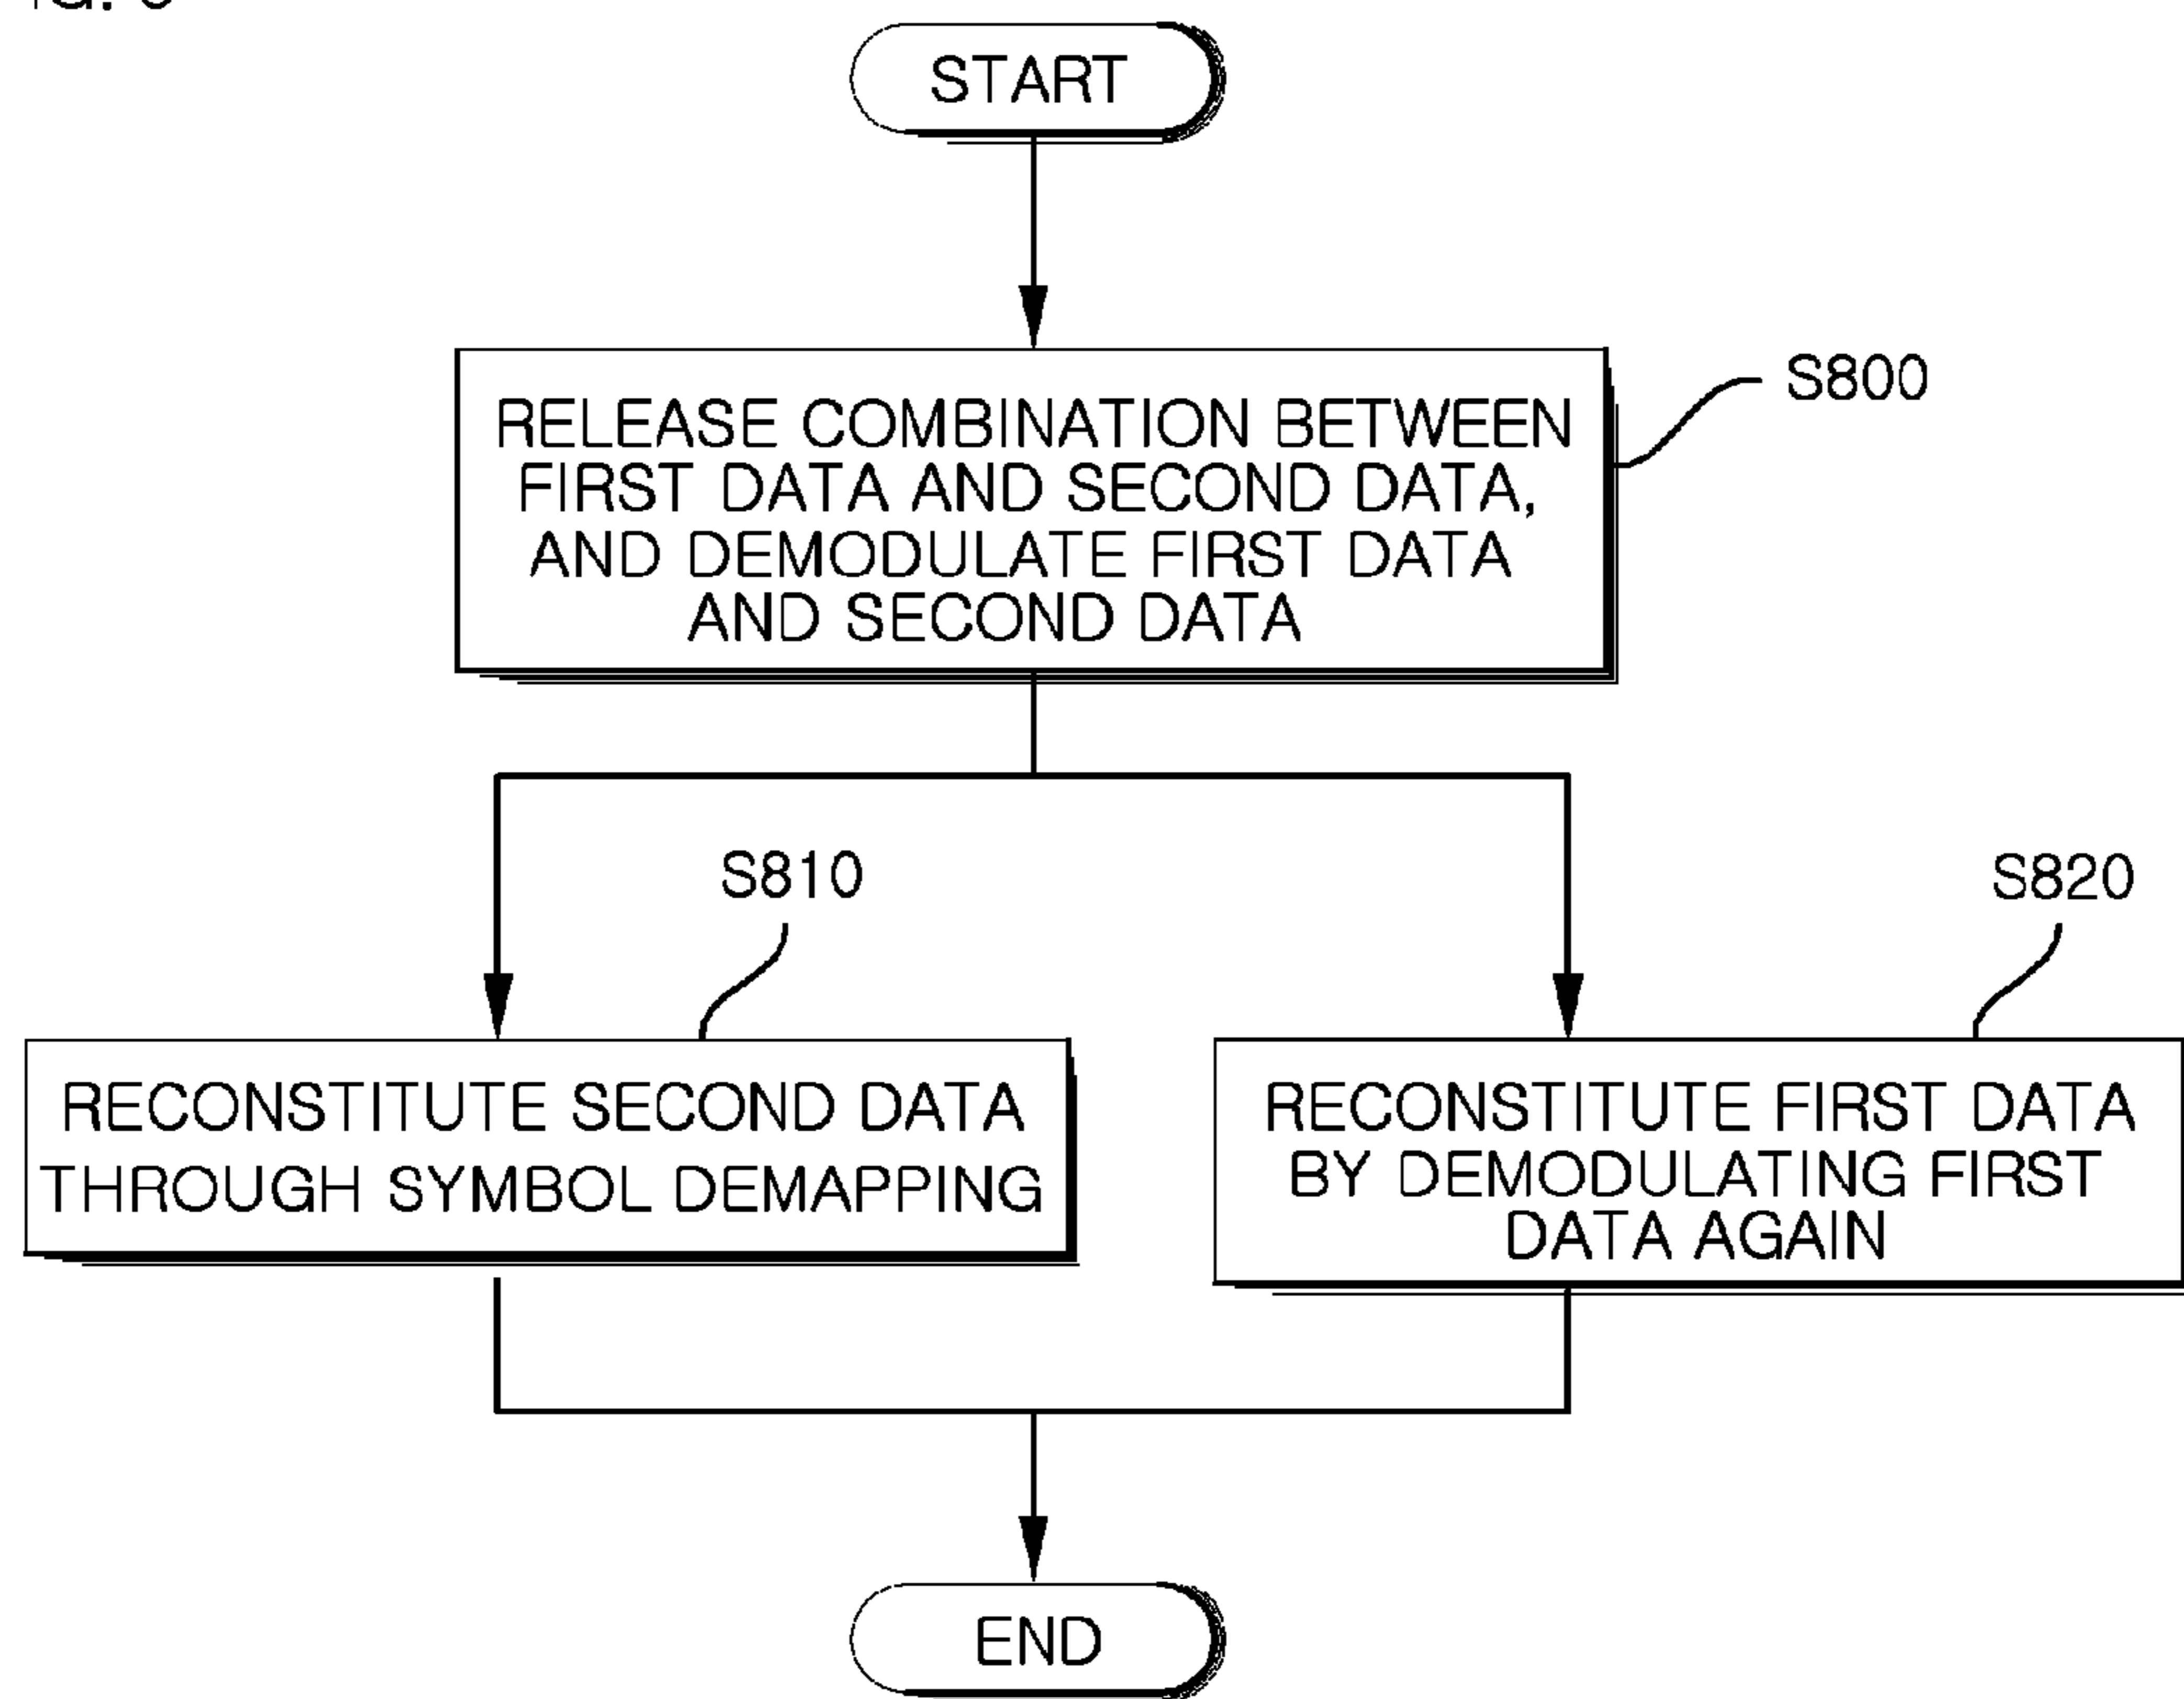 START
S800
RELEASE COMBINATION BETWEEN
FIRST DATA AND SECOND DATA,
AND DEMODULATE FIRST DATA
AND SECOND DATA
S810
S820
RECONSTITUTE SECOND DATA
THROUGH SYMBOL DEMAPPING
RECONSTITUTE FIRST DATA
BY DEMODULATING FIRST
DATA AGAIN
END